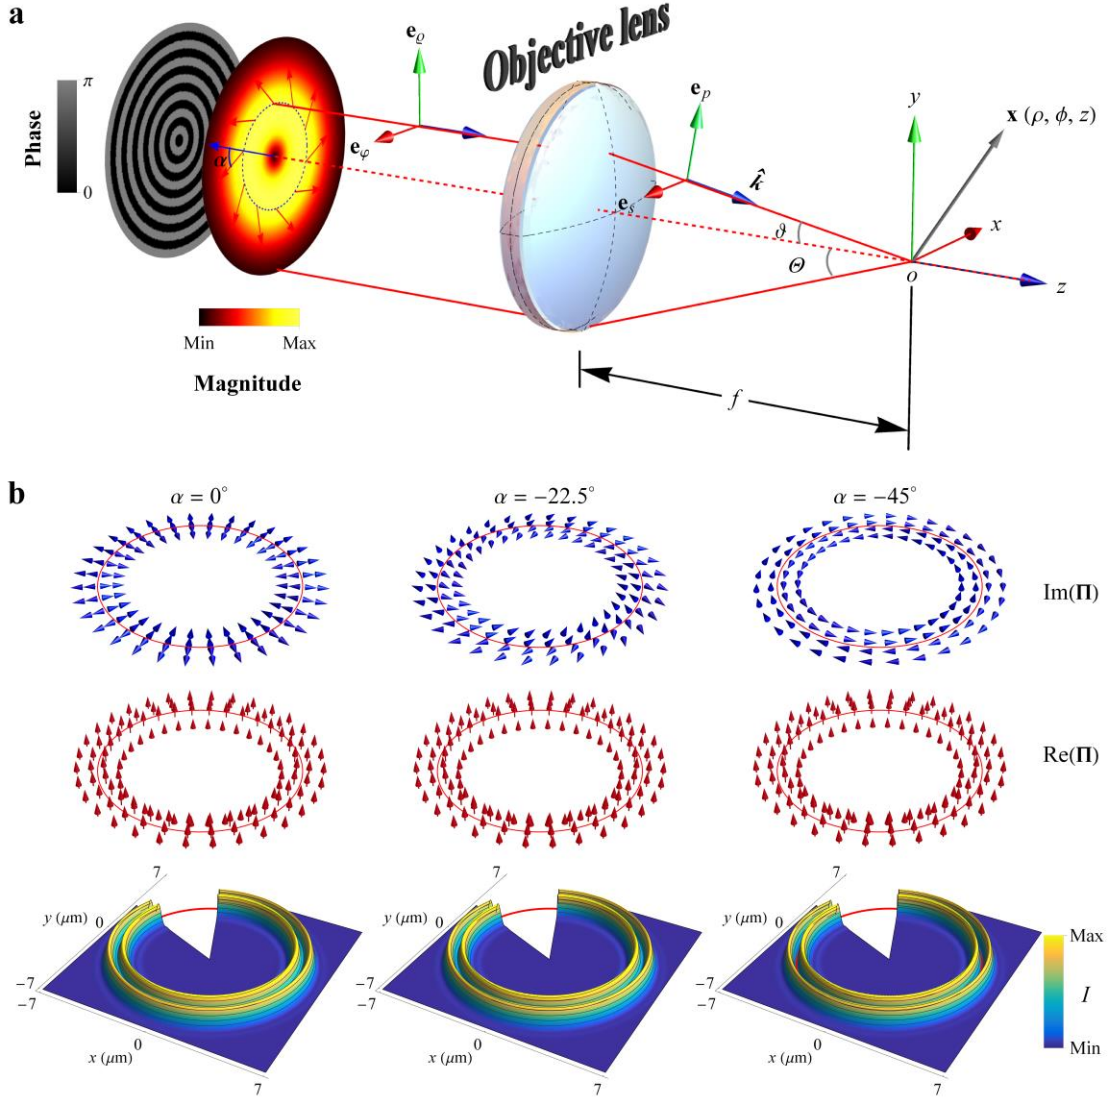 a
Objective lens
Phase
π
0
α
e_ϱ
e_φ
e_p
e_s
k̂
ϑ
Θ
y
x (ρ, ϕ, z)
x
o
z
f
Min Max
Magnitude
b
α = 0° α = −22.5° α = −45°
Im(Π)
Re(Π)
7 7 7
y (μm) 0 y (μm) 0 y (μm) 0
−7 −7 −7
−7 −7 −7
x (μm) 0 x (μm) 0 x (μm) 0
7 7 7
Max
I
Min